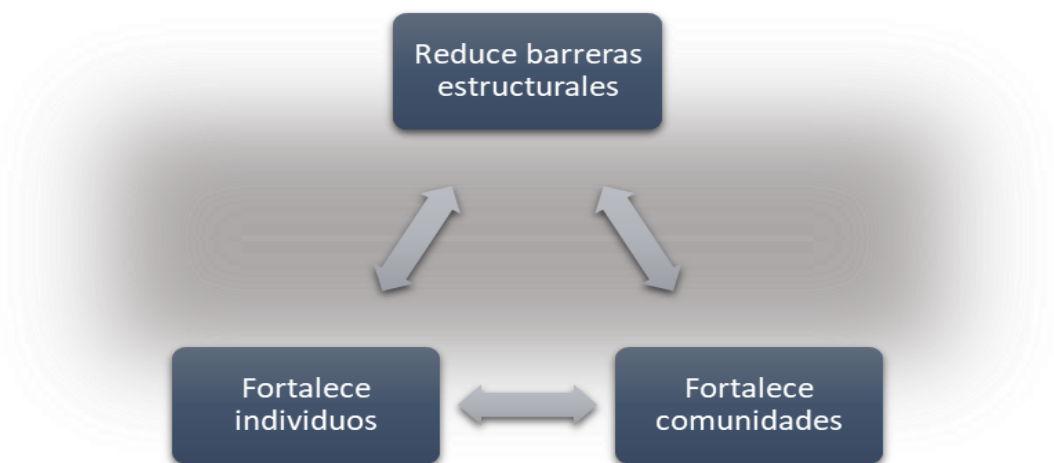 Reduce barreras
estructurales
Fortalece
individuos
Fortalece
comunidades